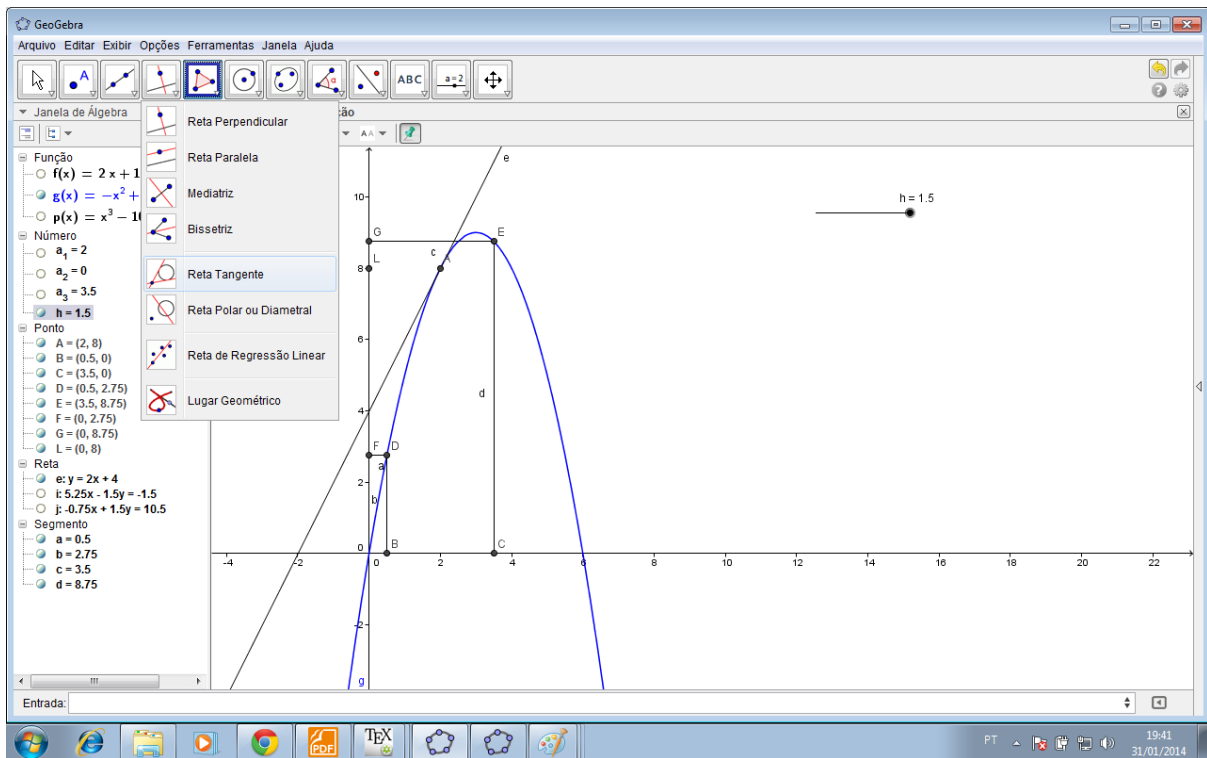 GeoGebra
Arquivo Editar Exibir Opções Ferramentas Janela Ajuda
A
α
ABC
a=2
Janela de Álgebra
ção
AA
Função
f(x) = 2 x + 1
g(x) = −x² +
p(x) = x³ − 10
Número
a₁ = 2
a₂ = 0
a₃ = 3.5
h = 1.5
Ponto
A = (2, 8)
B = (0.5, 0)
C = (3.5, 0)
D = (0.5, 2.75)
E = (3.5, 8.75)
F = (0, 2.75)
G = (0, 8.75)
L = (0, 8)
Reta
e: y = 2x + 4
i: 5.25x - 1.5y = -1.5
j: -0.75x + 1.5y = 10.5
Segmento
a = 0.5
b = 2.75
c = 3.5
d = 8.75
Reta Perpendicular
Reta Paralela
Mediatriz
Bissetriz
Reta Tangente
Reta Polar ou Diametral
Reta de Regressão Linear
Lugar Geométrico
e
h = 1.5
10
G
E
c
A
L
8
6
d
4
F
D
a
2
b
0
B
C
-4
-2
0
2
4
6
8
10
12
14
16
18
20
22
-2
g
Entrada:
PDF
TEX
PT
19:41
31/01/2014